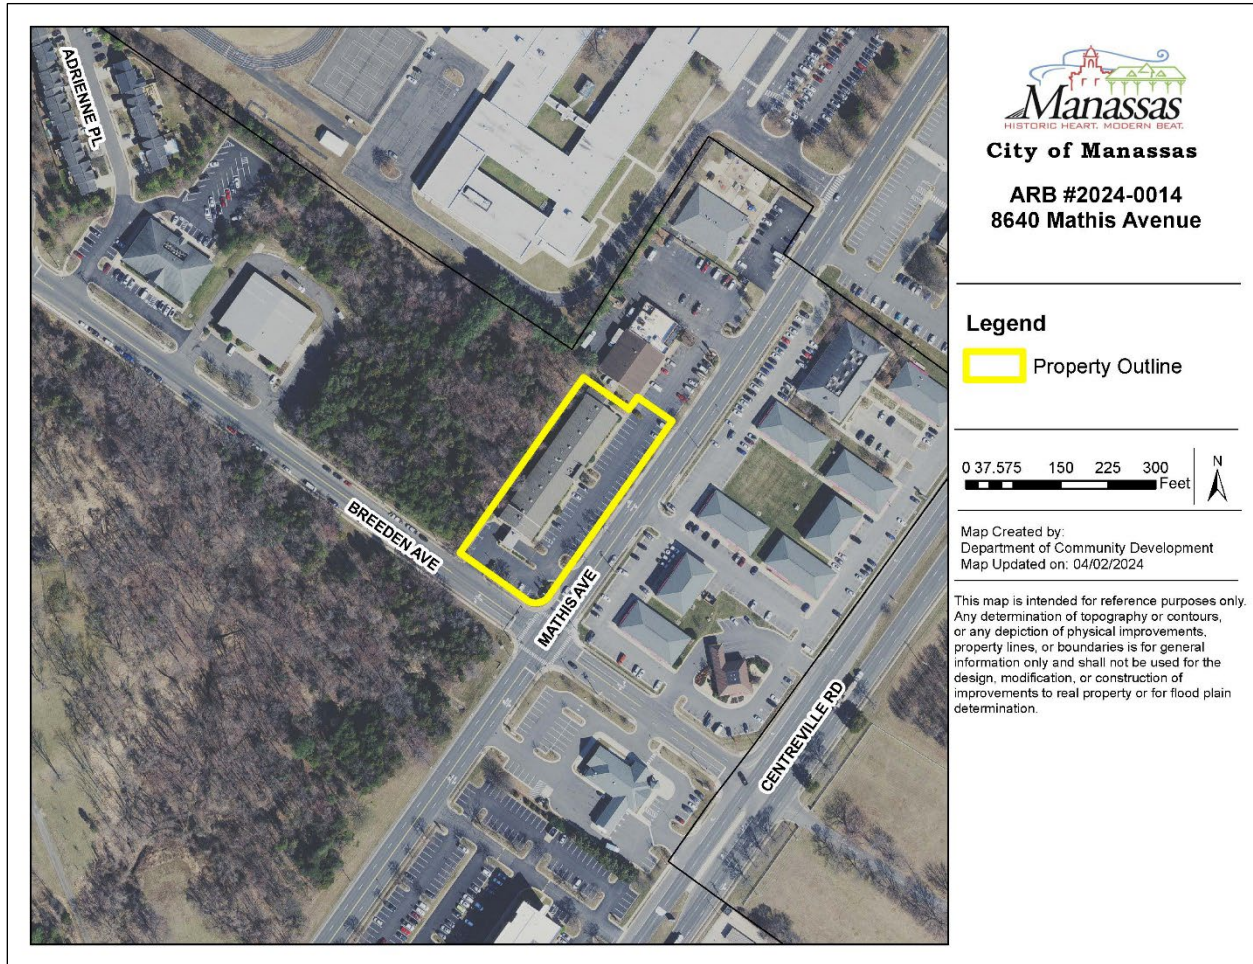 ADRIENNE PL
BREEDEN AVE
MATHIS AVE
CENTREVILLE RD
Manassas
HISTORIC HEART. MODERN BEAT.
City of Manassas
ARB #2024-0014
8640 Mathis Avenue
Legend
Property Outline
0 37.575 150 225 300
Feet
N
Map Created by:
Department of Community Development
Map Updated on: 04/02/2024
This map is intended for reference purposes only.
Any determination of topography or contours,
or any depiction of physical improvements,
property lines, or boundaries is for general
information only and shall not be used for the
design, modification, or construction of
improvements to real property or for flood plain
determination.